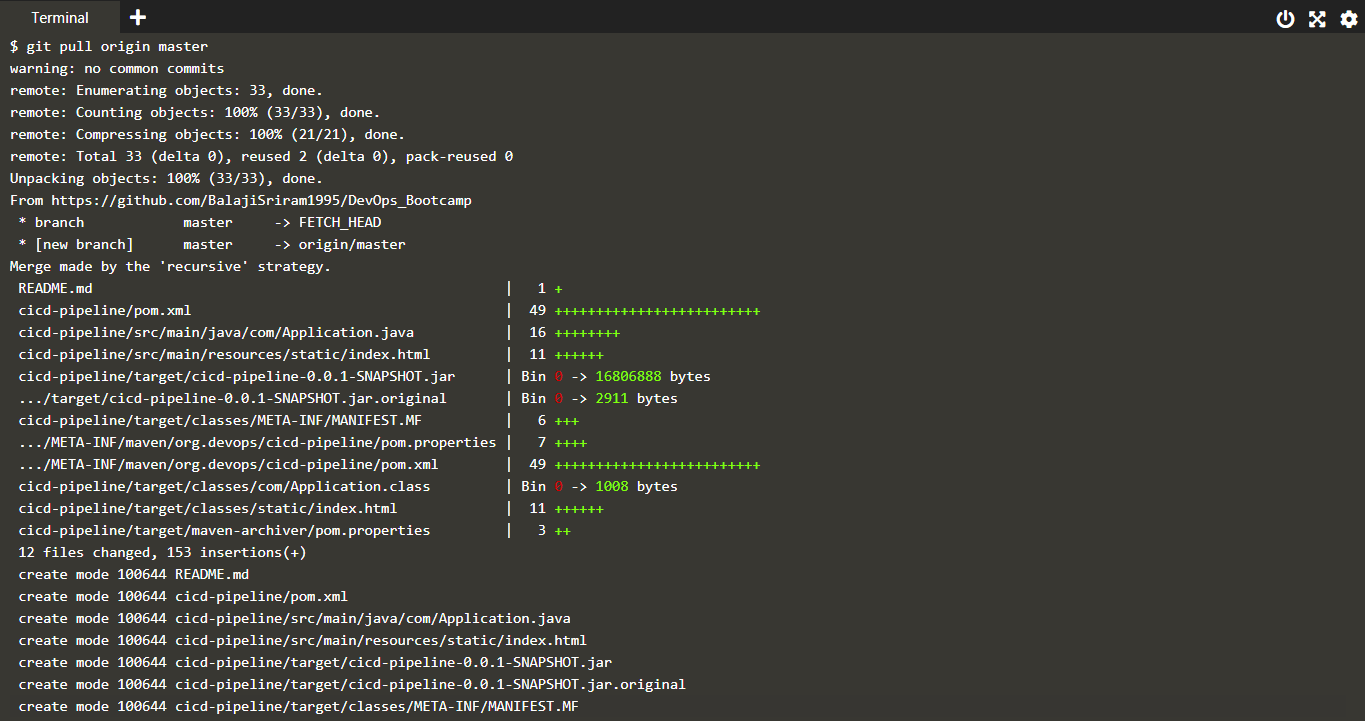 Terminal
$ git pull origin master
warning: no common commits
remote: Enumerating objects: 33, done.
remote: Counting objects: 100% (33/33), done.
remote: Compressing objects: 100% (21/21), done.
remote: Total 33 (delta 0), reused 2 (delta 0), pack-reused 0
Unpacking objects: 100% (33/33), done.
From https://github.com/BalajiSriram1995/DevOps_Bootcamp
 * branch            master     -> FETCH_HEAD
 * [new branch]      master     -> origin/master
Merge made by the 'recursive' strategy.
 README.md                                                  |   1 +
 cicd-pipeline/pom.xml                                      |  49 +++++++++++++++++++++++++
 cicd-pipeline/src/main/java/com/Application.java           |  16 ++++++++
 cicd-pipeline/src/main/resources/static/index.html         |  11 ++++++
 cicd-pipeline/target/cicd-pipeline-0.0.1-SNAPSHOT.jar      | Bin 0 -> 16806888 bytes
 .../target/cicd-pipeline-0.0.1-SNAPSHOT.jar.original       | Bin 0 -> 2911 bytes
 cicd-pipeline/target/classes/META-INF/MANIFEST.MF          |   6 +++
 .../META-INF/maven/org.devops/cicd-pipeline/pom.properties |   7 ++++
 .../META-INF/maven/org.devops/cicd-pipeline/pom.xml        |  49 +++++++++++++++++++++++++
 cicd-pipeline/target/classes/com/Application.class         | Bin 0 -> 1008 bytes
 cicd-pipeline/target/classes/static/index.html             |  11 ++++++
 cicd-pipeline/target/maven-archiver/pom.properties         |   3 ++
 12 files changed, 153 insertions(+)
 create mode 100644 README.md
 create mode 100644 cicd-pipeline/pom.xml
 create mode 100644 cicd-pipeline/src/main/java/com/Application.java
 create mode 100644 cicd-pipeline/src/main/resources/static/index.html
 create mode 100644 cicd-pipeline/target/cicd-pipeline-0.0.1-SNAPSHOT.jar
 create mode 100644 cicd-pipeline/target/cicd-pipeline-0.0.1-SNAPSHOT.jar.original
 create mode 100644 cicd-pipeline/target/classes/META-INF/MANIFEST.MF